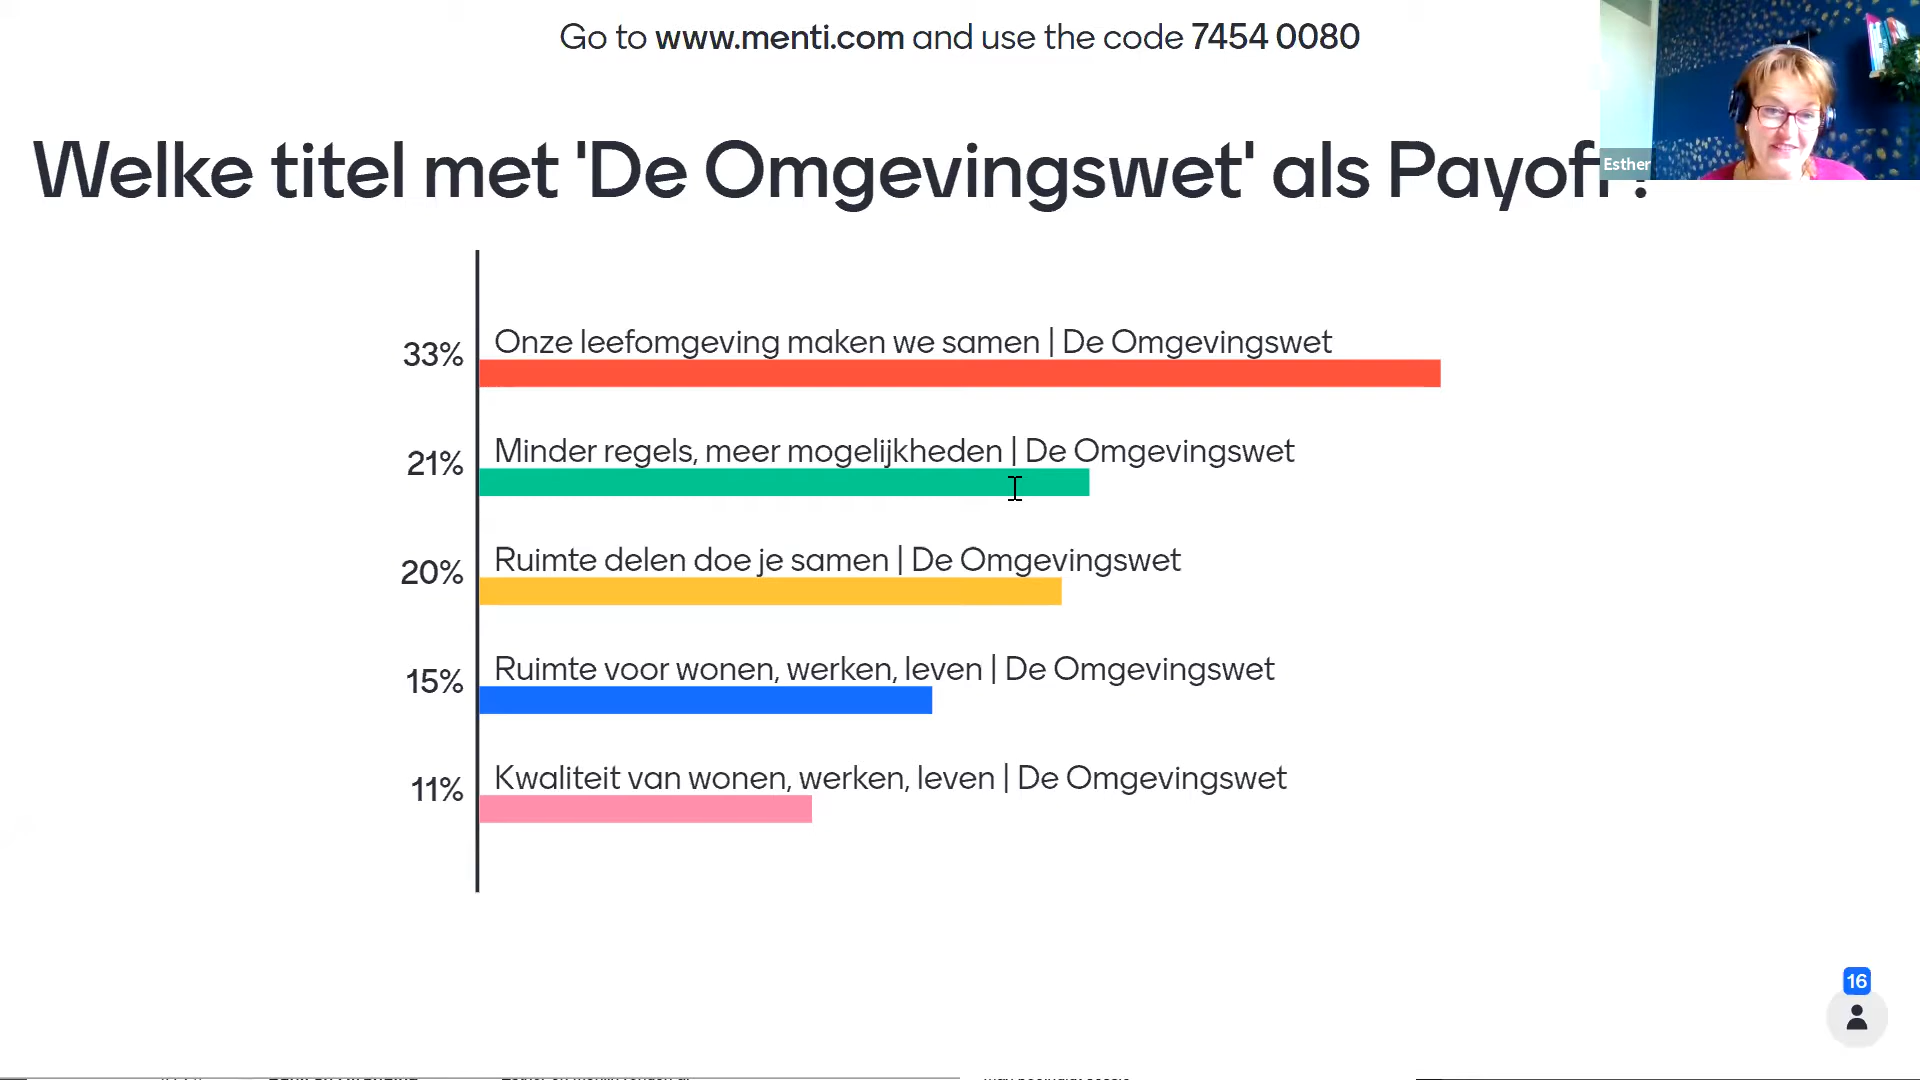 Go to www.menti.com and use the code 7454 0080
Esther
Welke titel met 'De Omgevingswet' als Payoff?
33%
Onze leefomgeving maken we samen | De Omgevingswet
21%
Minder regels, meer mogelijkheden | De Omgevingswet
20%
Ruimte delen doe je samen | De Omgevingswet
15%
Ruimte voor wonen, werken, leven | De Omgevingswet
11%
Kwaliteit van wonen, werken, leven | De Omgevingswet
16